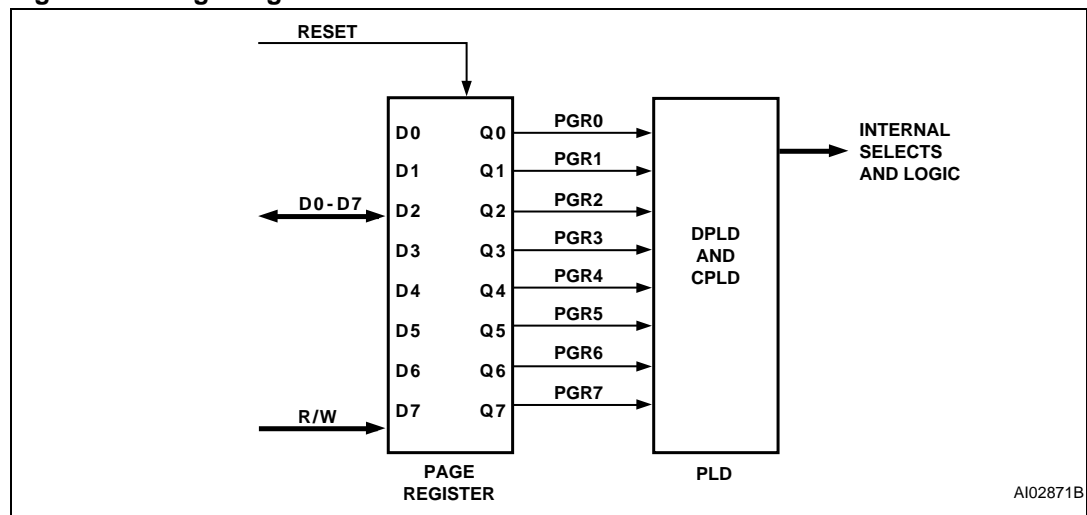 RESET
D0 Q0 PGR0
D1 Q1 PGR1
D0-D7 D2 Q2 PGR2
D3 Q3 PGR3
D4 Q4 PGR4
D5 Q5 PGR5
D6 Q6 PGR6
R/W D7 Q7 PGR7
PAGE
REGISTER
DPLD
AND
CPLD
PLD
INTERNAL
SELECTS
AND LOGIC
AI02871B